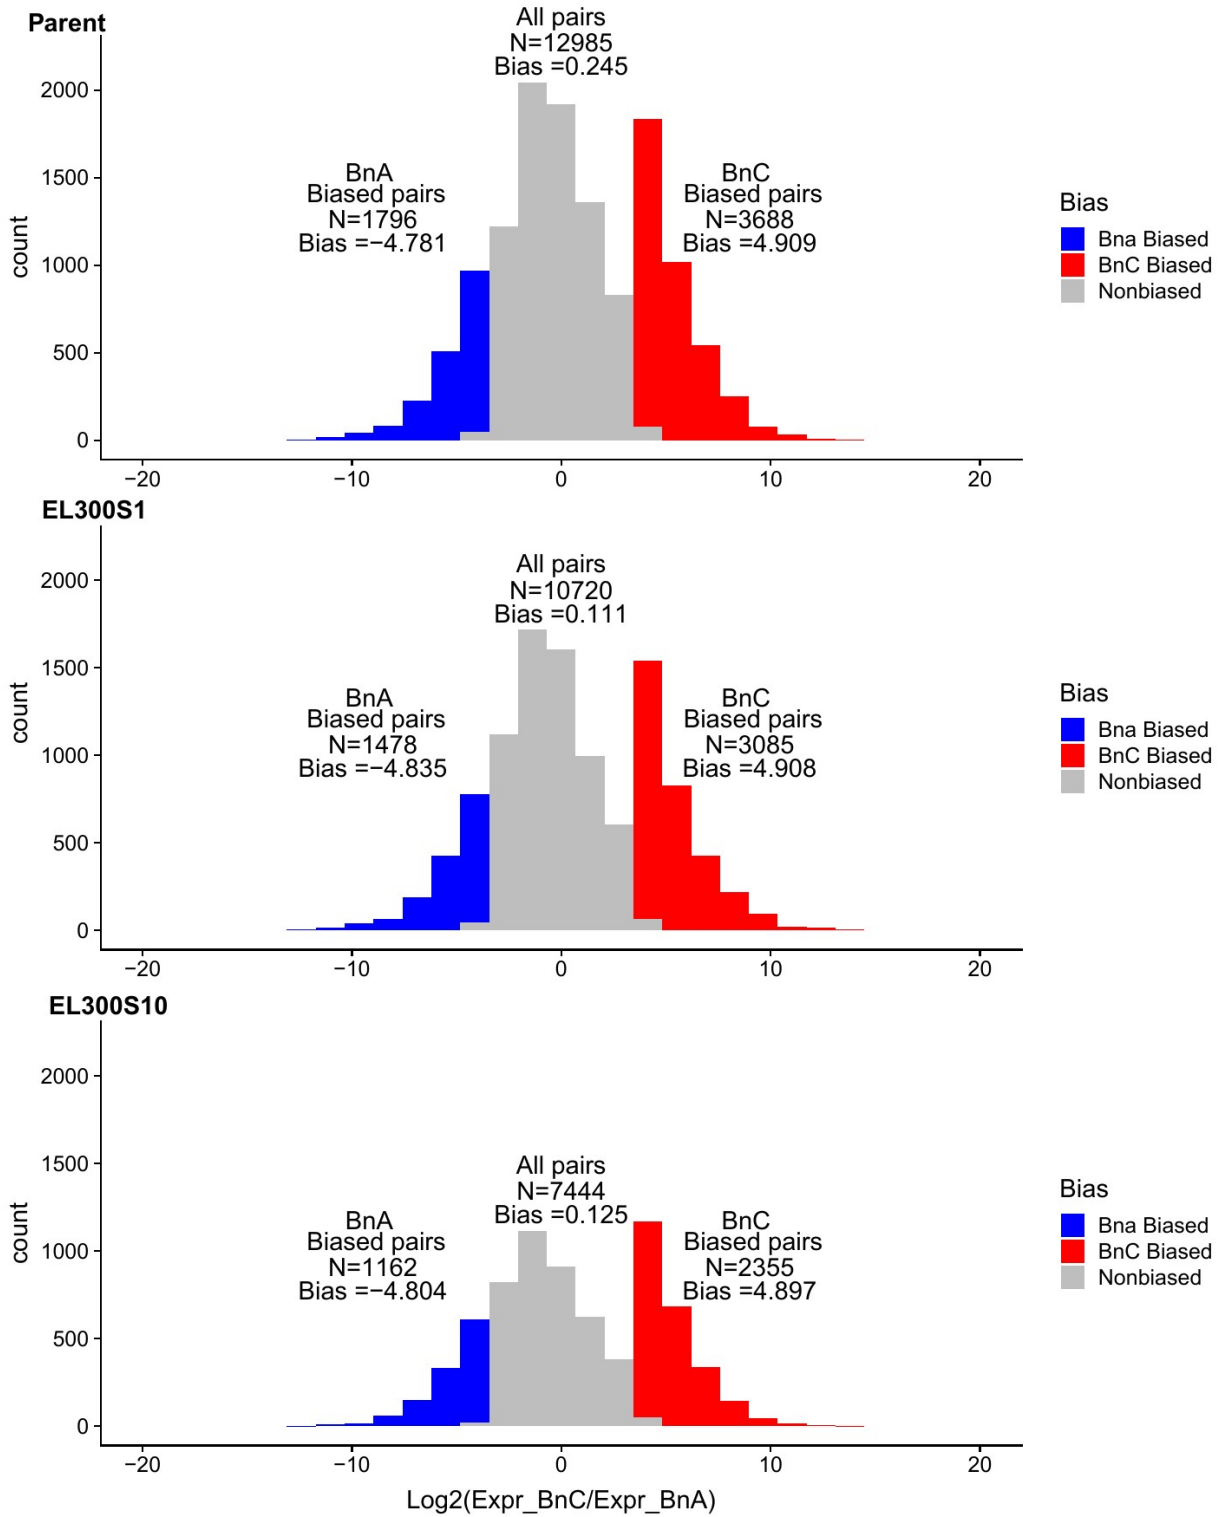 Parent
All pairs
N=12985
Bias =0.245
BnA
Biased pairs
N=1796
Bias =−4.781
BnC
Biased pairs
N=3688
Bias =4.909
count
2000
1500
1000
500
0
−20
−10
0
10
20
Bias
Bna Biased
BnC Biased
Nonbiased
EL300S1
All pairs
N=10720
Bias =0.111
BnA
Biased pairs
N=1478
Bias =−4.835
BnC
Biased pairs
N=3085
Bias =4.908
count
2000
1500
1000
500
0
−20
−10
0
10
20
Bias
Bna Biased
BnC Biased
Nonbiased
EL300S10
All pairs
N=7444
Bias =0.125
BnA
Biased pairs
N=1162
Bias =−4.804
BnC
Biased pairs
N=2355
Bias =4.897
count
2000
1500
1000
500
0
−20
−10
0
10
20
Log2(Expr_BnC/Expr_BnA)
Bias
Bna Biased
BnC Biased
Nonbiased